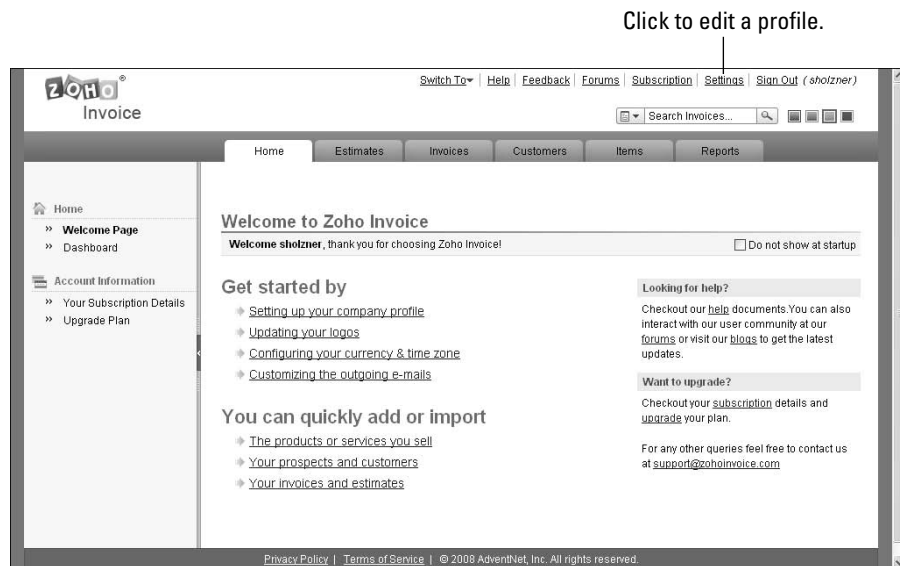 Click to edit a profile.
ZOHO®
Invoice
Switch To | Help | Feedback | Forums | Subscription | Settings | Sign Out ( sholzner)
Search Invoices...
Home Estimates Invoices Customers Items Reports
Home
» Welcome Page
» Dashboard
Account Information
» Your Subscription Details
» Upgrade Plan
Welcome to Zoho Invoice
Welcome sholzner, thank you for choosing Zoho Invoice!
Do not show at startup
Get started by
Setting up your company profile
Updating your logos
Configuring your currency & time zone
Customizing the outgoing e-mails
You can quickly add or import
The products or services you sell
Your prospects and customers
Your invoices and estimates
Looking for help?
Checkout our help documents.You can also
interact with our user community at our
forums or visit our blogs to get the latest
updates.
Want to upgrade?
Checkout your subscription details and
upgrade your plan.
For any other queries feel free to contact us
at support@zohoinvoice.com
Privacy Policy | Terms of Service | © 2008 AdventNet, Inc. All rights reserved.